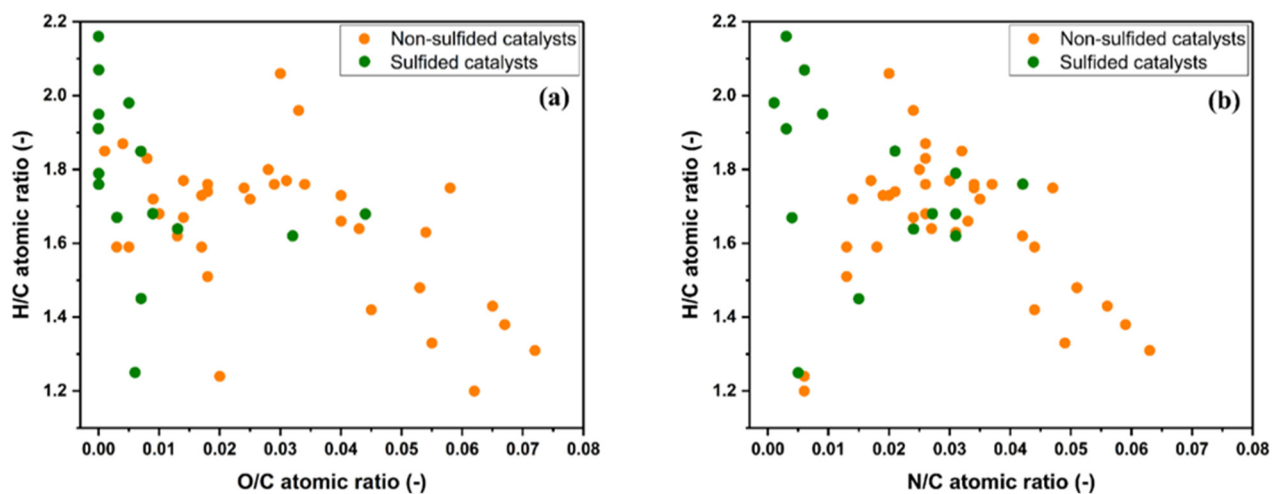 2.2
2.0
1.8
1.6
1.4
1.2
H/C atomic ratio (-)
0.00 0.01 0.02 0.03 0.04 0.05 0.06 0.07 0.08
O/C atomic ratio (-)
Non-sulfided catalysts
Sulfided catalysts
(a)
2.2
2.0
1.8
1.6
1.4
1.2
H/C atomic ratio (-)
0.00 0.01 0.02 0.03 0.04 0.05 0.06 0.07 0.08
N/C atomic ratio (-)
Non-sulfided catalysts
Sulfided catalysts
(b)